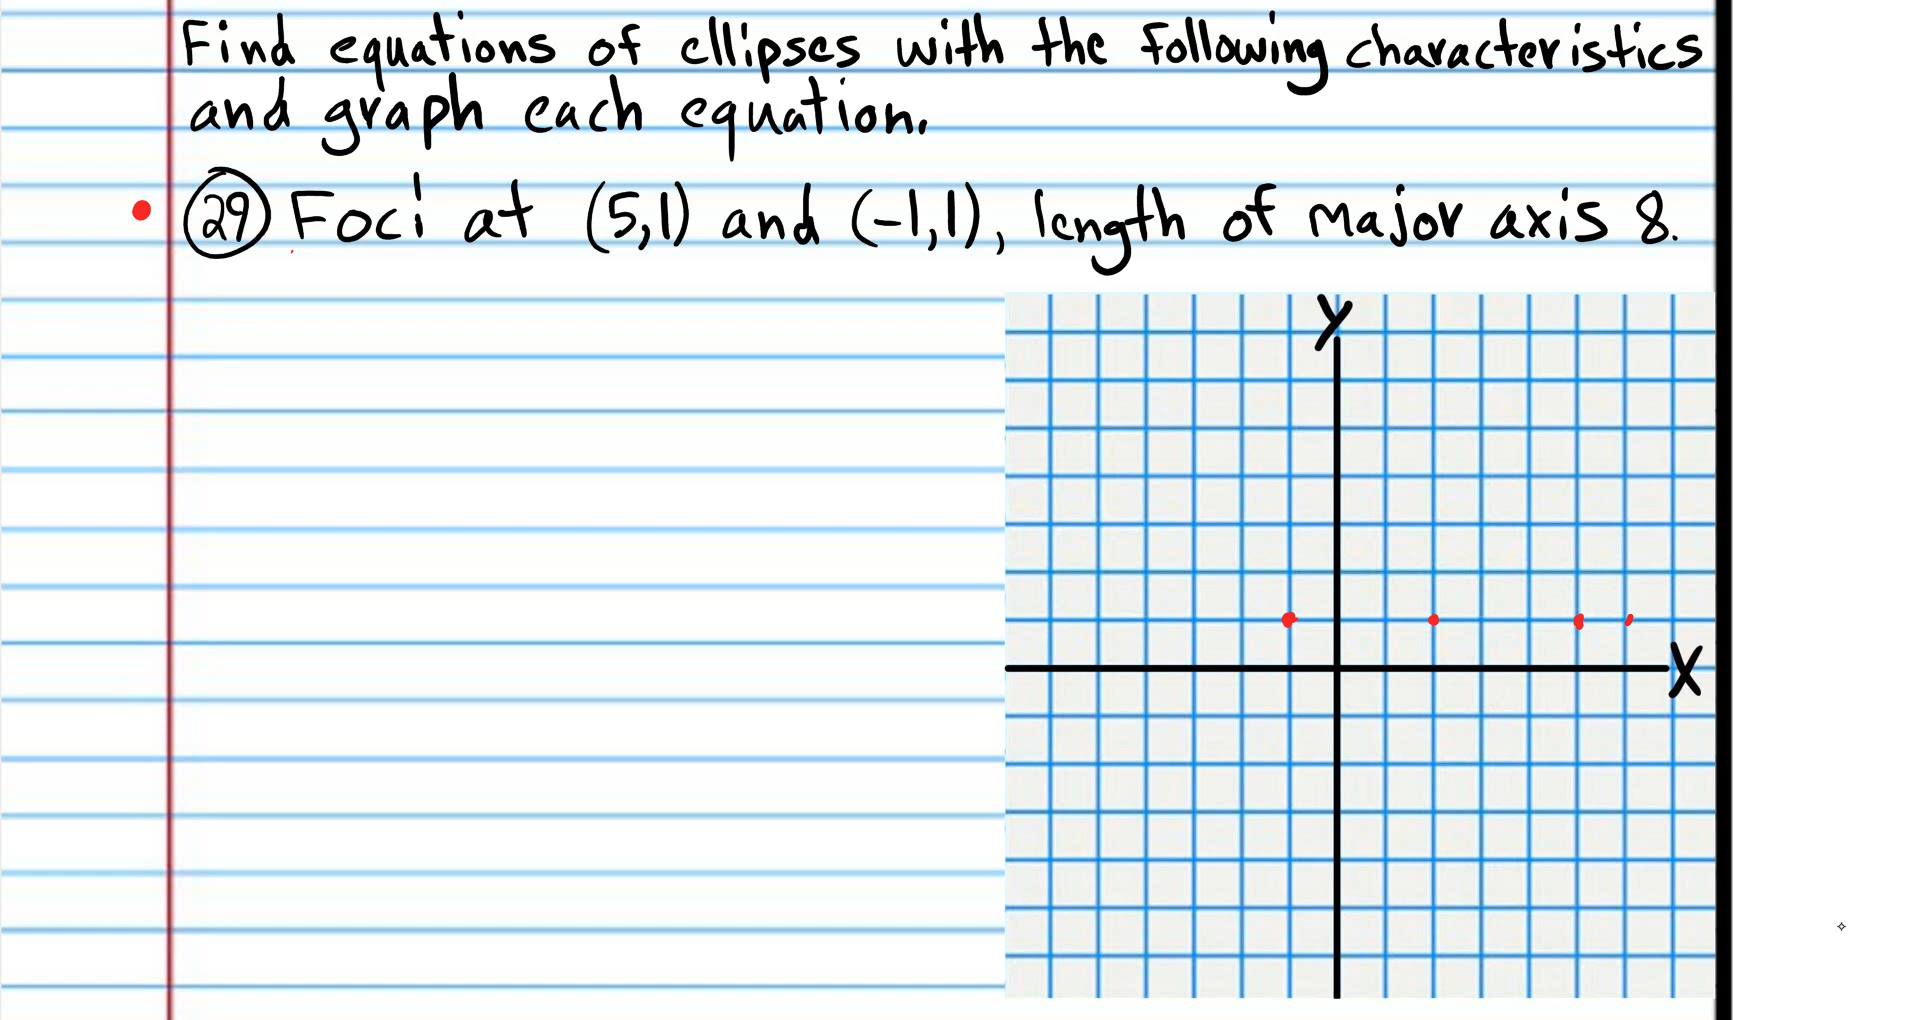 Find equations of ellipses with the following characteristics
and graph each equation.
29 Foci at (5,1) and (-1,1), length of major axis 8.
y
X